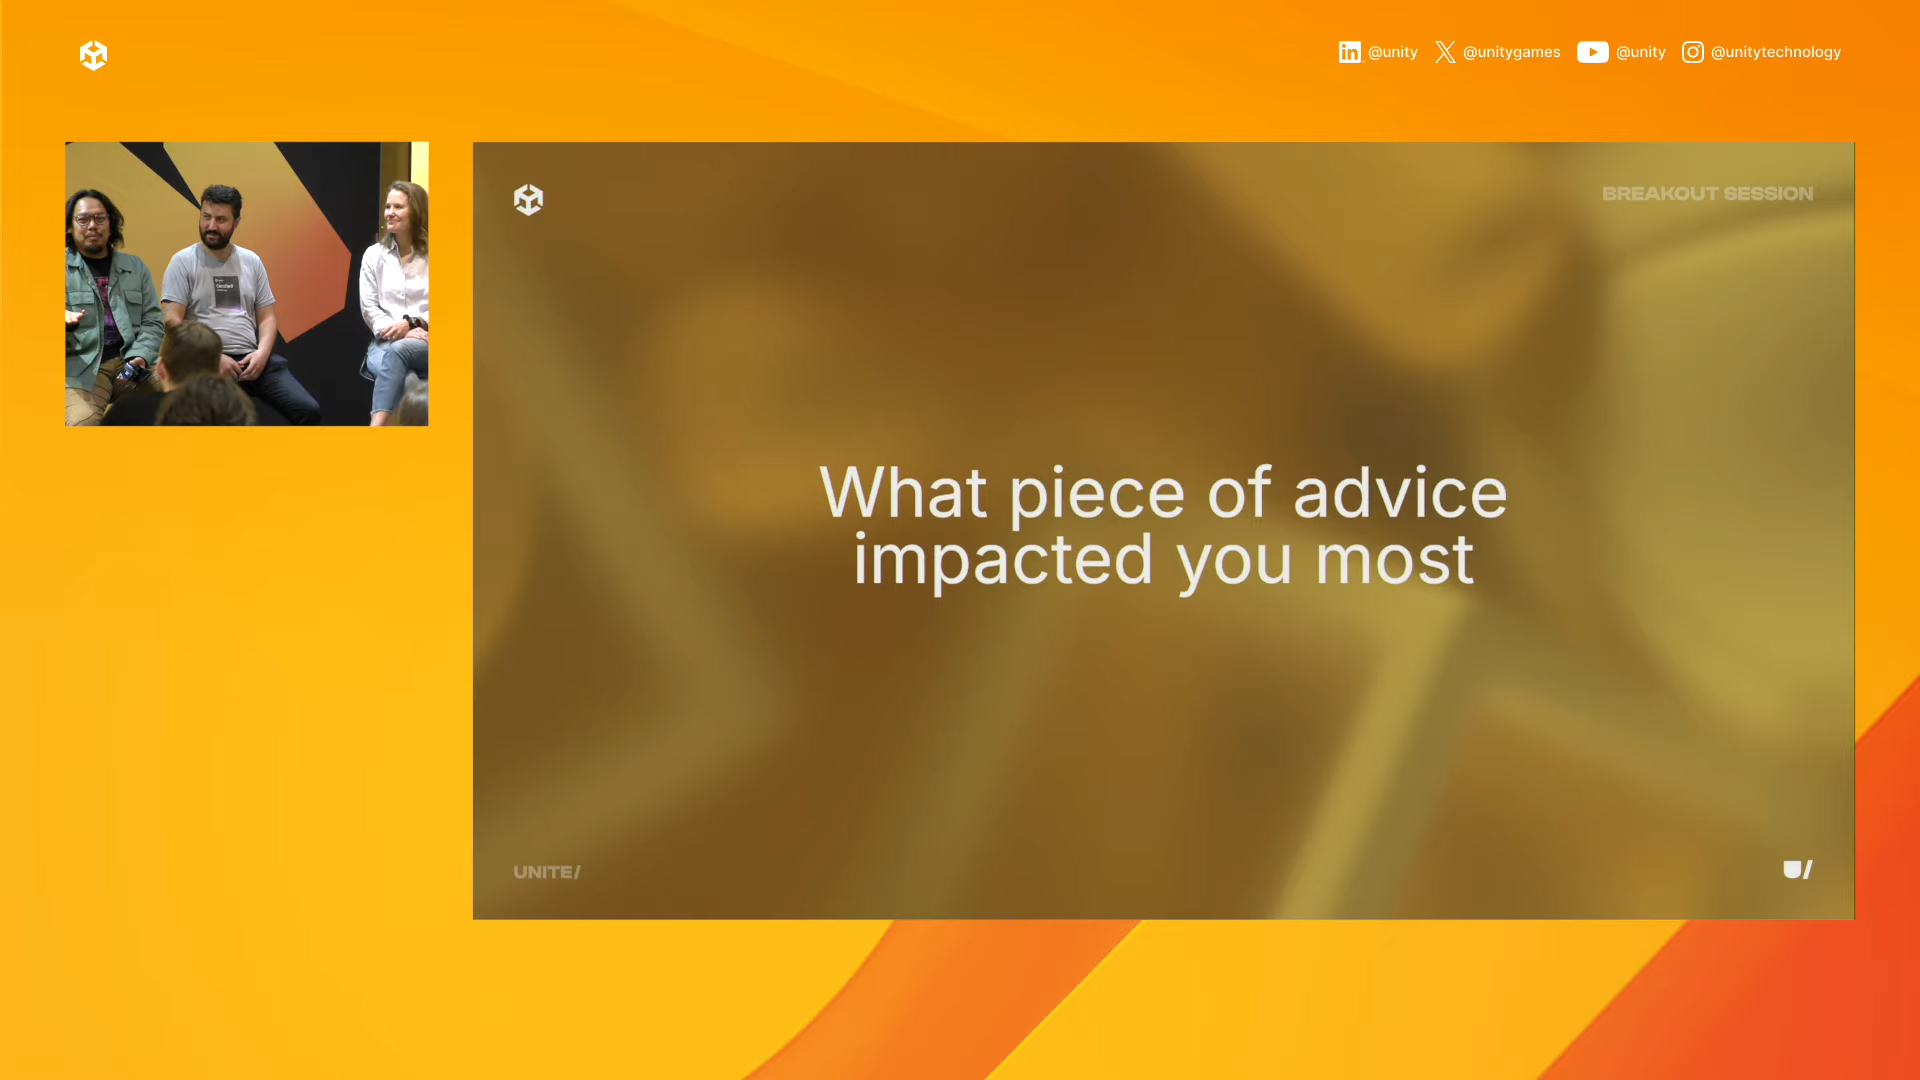 @unity @unitygames @unity @unitytechnology
BREAKOUT SESSION
What piece of advice
impacted you most
UNITE/
U/